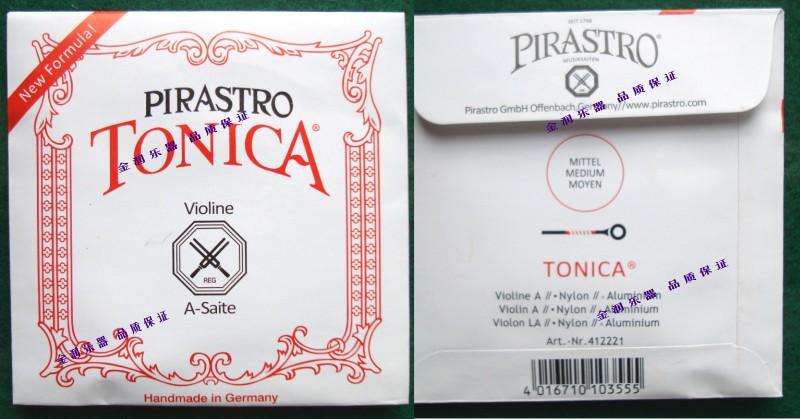 New Formula!
PIRASTRO
TONICA®
金润乐器 品质保证
Violine
REG
A-Saite
金润乐器 品质保证
Handmade in Germany
SEIT 1798
PIRASTRO
MUSIKSAITEN
金润乐器 品质保证
Pirastro GmbH Offenbach,Germany//www.pirastro.com
MITTEL
MEDIUM
MOYEN
TONICA®
金润乐器 品质保证
Violine A // • Nylon // - Aluminium
Violin A // • Nylon // - Aluminium
Violon LA // • Nylon // - Aluminium
Art.-Nr. 412221
4 016710 103555